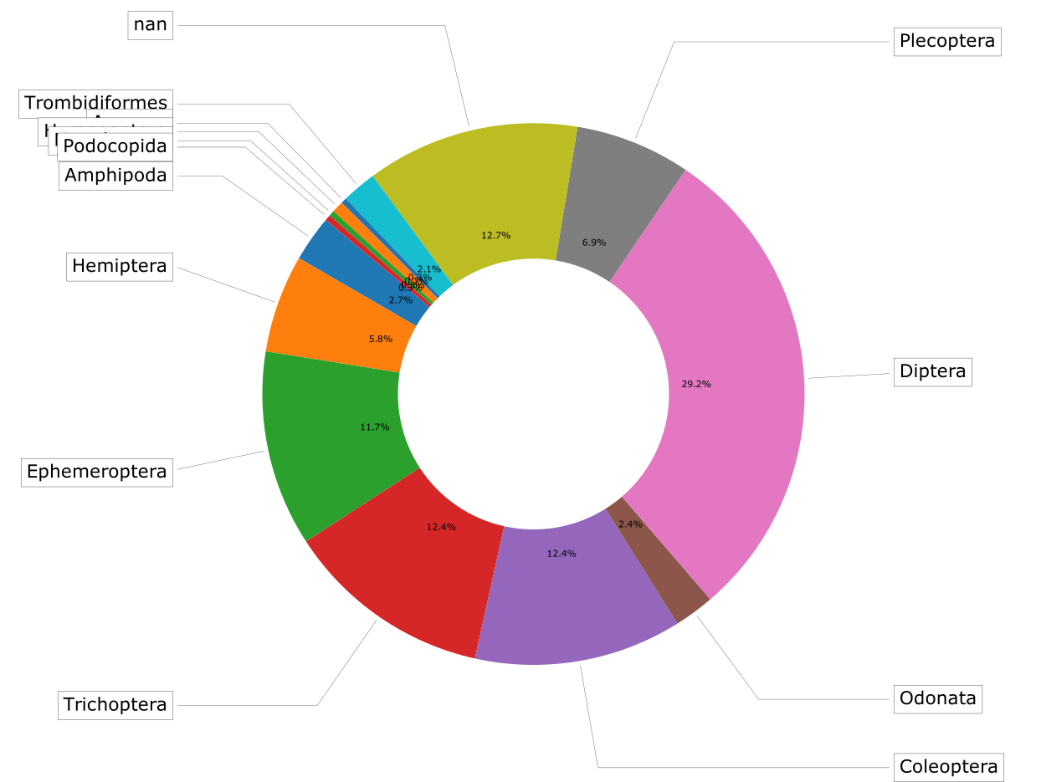 nan
Plecoptera
Trombidiformes
Podocopida
Amphipoda
Hemiptera
Diptera
Ephemeroptera
Trichoptera
Odonata
Coleoptera
12.7%
6.9%
2.1%
2.7%
5.8%
29.2%
11.7%
12.4%
12.4%
2.4%